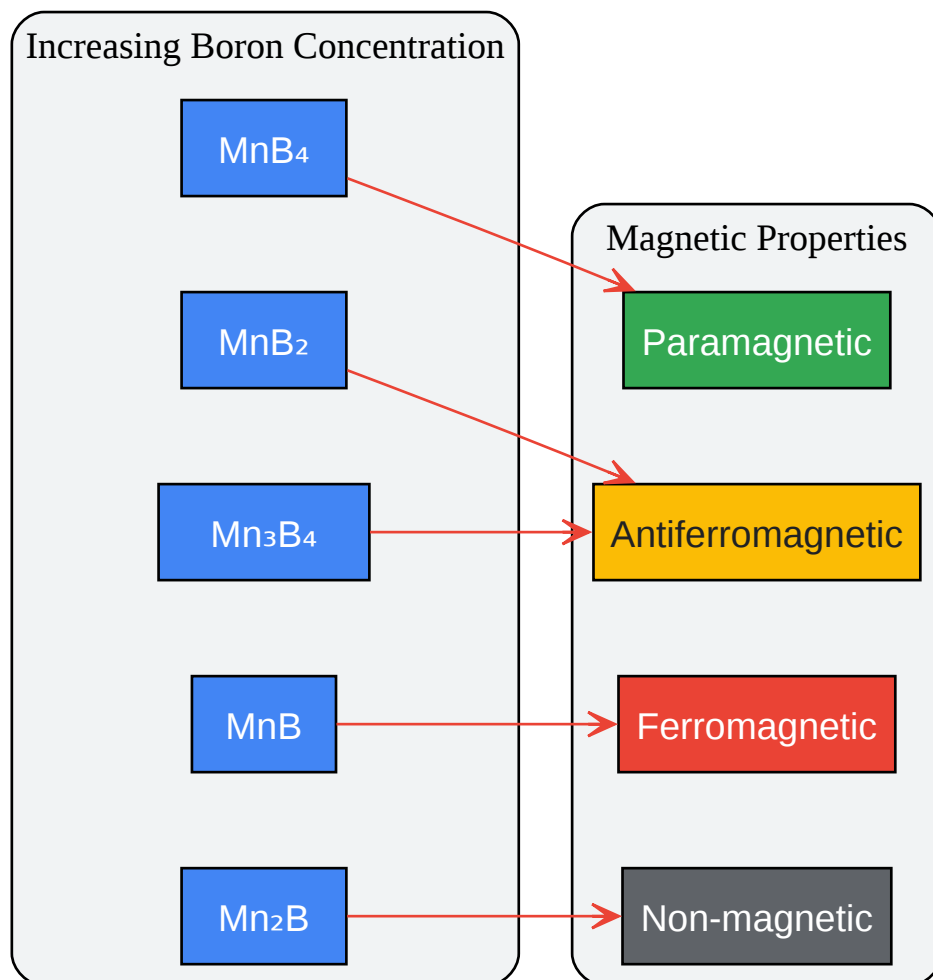 Increasing Boron Concentration
MnB₄
Magnetic Properties
MnB₂
Paramagnetic
Mn₃B₄
Antiferromagnetic
MnB
Ferromagnetic
Mn₂B
Non-magnetic